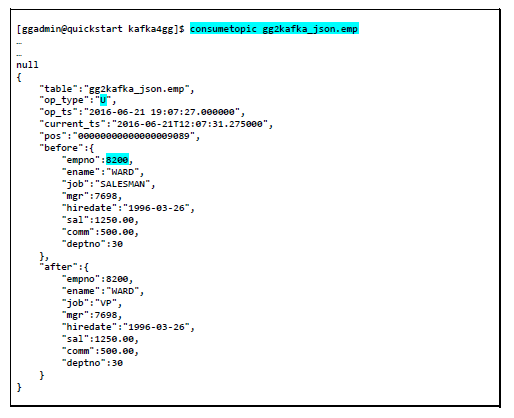 [ggadmin@quickstart kafka4gg]$ consumetopic gg2kafka_json.emp
…
…
null
{
    "table":"gg2kafka_json.emp",
    "op_type":"U",
    "op_ts":"2016-06-21 19:07:27.000000",
    "current_ts":"2016-06-21T12:07:31.275000",
    "pos":"00000000000000009089",
    "before":{
        "empno":8200,
        "ename":"WARD",
        "job":"SALESMAN",
        "mgr":7698,
        "hiredate":"1996-03-26",
        "sal":1250.00,
        "comm":500.00,
        "deptno":30
    },
    "after":{
        "empno":8200,
        "ename":"WARD",
        "job":"VP",
        "mgr":7698,
        "hiredate":"1996-03-26",
        "sal":1250.00,
        "comm":500.00,
        "deptno":30
    }
}